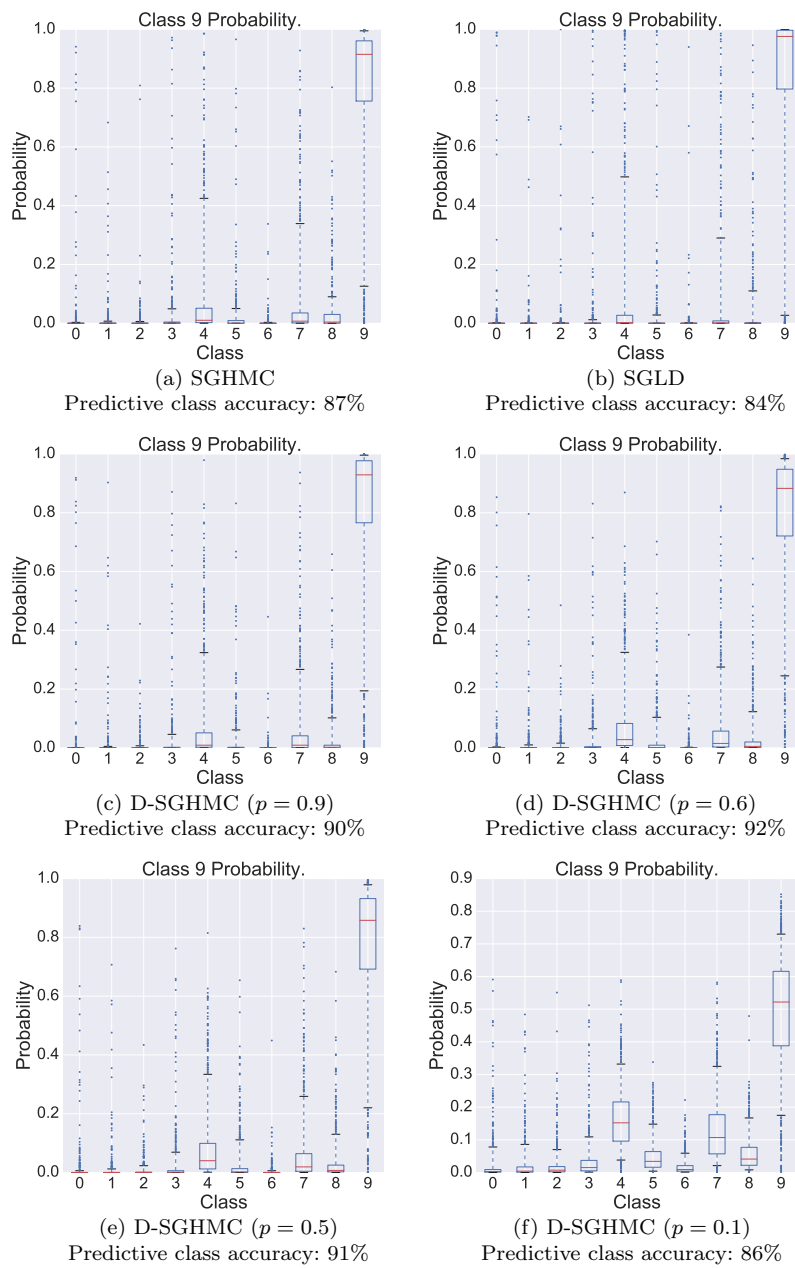 Class 9 Probability.
1.0
0.8
0.6
0.4
0.2
0.0
Probability
0 1 2 3 4 5 6 7 8 9
Class
(a) SGHMC
Predictive class accuracy: 87%
Class 9 Probability.
1.0
0.8
0.6
0.4
0.2
0.0
Probability
0 1 2 3 4 5 6 7 8 9
Class
(b) SGLD
Predictive class accuracy: 84%
Class 9 Probability.
1.0
0.8
0.6
0.4
0.2
0.0
Probability
0 1 2 3 4 5 6 7 8 9
Class
(c) D-SGHMC (p = 0.9)
Predictive class accuracy: 90%
Class 9 Probability.
1.0
0.8
0.6
0.4
0.2
0.0
Probability
0 1 2 3 4 5 6 7 8 9
Class
(d) D-SGHMC (p = 0.6)
Predictive class accuracy: 92%
Class 9 Probability.
1.0
0.8
0.6
0.4
0.2
0.0
Probability
0 1 2 3 4 5 6 7 8 9
Class
(e) D-SGHMC (p = 0.5)
Predictive class accuracy: 91%
Class 9 Probability.
0.9
0.8
0.7
0.6
0.5
0.4
0.3
0.2
0.1
0.0
Probability
0 1 2 3 4 5 6 7 8 9
Class
(f) D-SGHMC (p = 0.1)
Predictive class accuracy: 86%